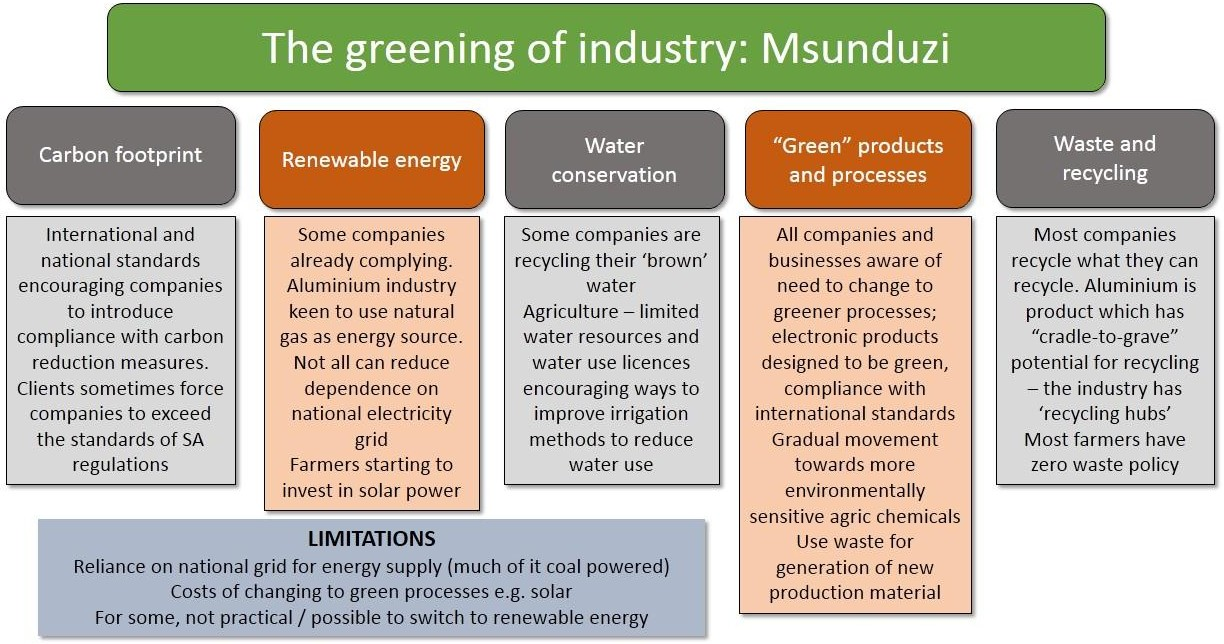 The greening of industry: Msunduzi
Carbon footprint
International and
national standards
encouraging companies
to introduce
compliance with carbon
reduction measures.
Clients sometimes force
companies to exceed
the standards of SA
regulations
Renewable energy
Some companies
already complying.
Aluminium industry
keen to use natural
gas as energy source.
Not all can reduce
dependence on
national electricity
grid
Farmers starting to
invest in solar power
Water
conservation
Some companies are
recycling their ‘brown’
water
Agriculture – limited
water resources and
water use licences
encouraging ways to
improve irrigation
methods to reduce
water use
“Green” products
and processes
All companies and
businesses aware of
need to change to
greener processes;
electronic products
designed to be green,
compliance with
international standards
Gradual movement
towards more
environmentally
sensitive agric chemicals
Use waste for
generation of new
production material
Waste and
recycling
Most companies
recycle what they can
recycle. Aluminium is
product which has
“cradle-to-grave”
potential for recycling
– the industry has
‘recycling hubs’
Most farmers have
zero waste policy
LIMITATIONS
Reliance on national grid for energy supply (much of it coal powered)
Costs of changing to green processes e.g. solar
For some, not practical / possible to switch to renewable energy